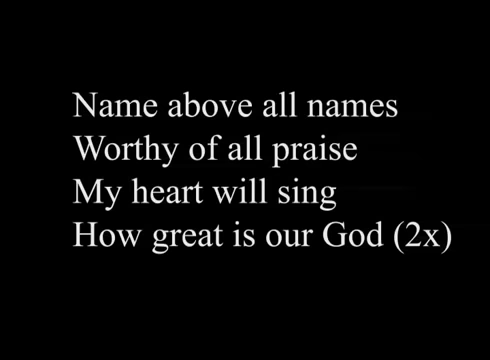 Name above all names
Worthy of all praise
My heart will sing
How great is our God (2x)